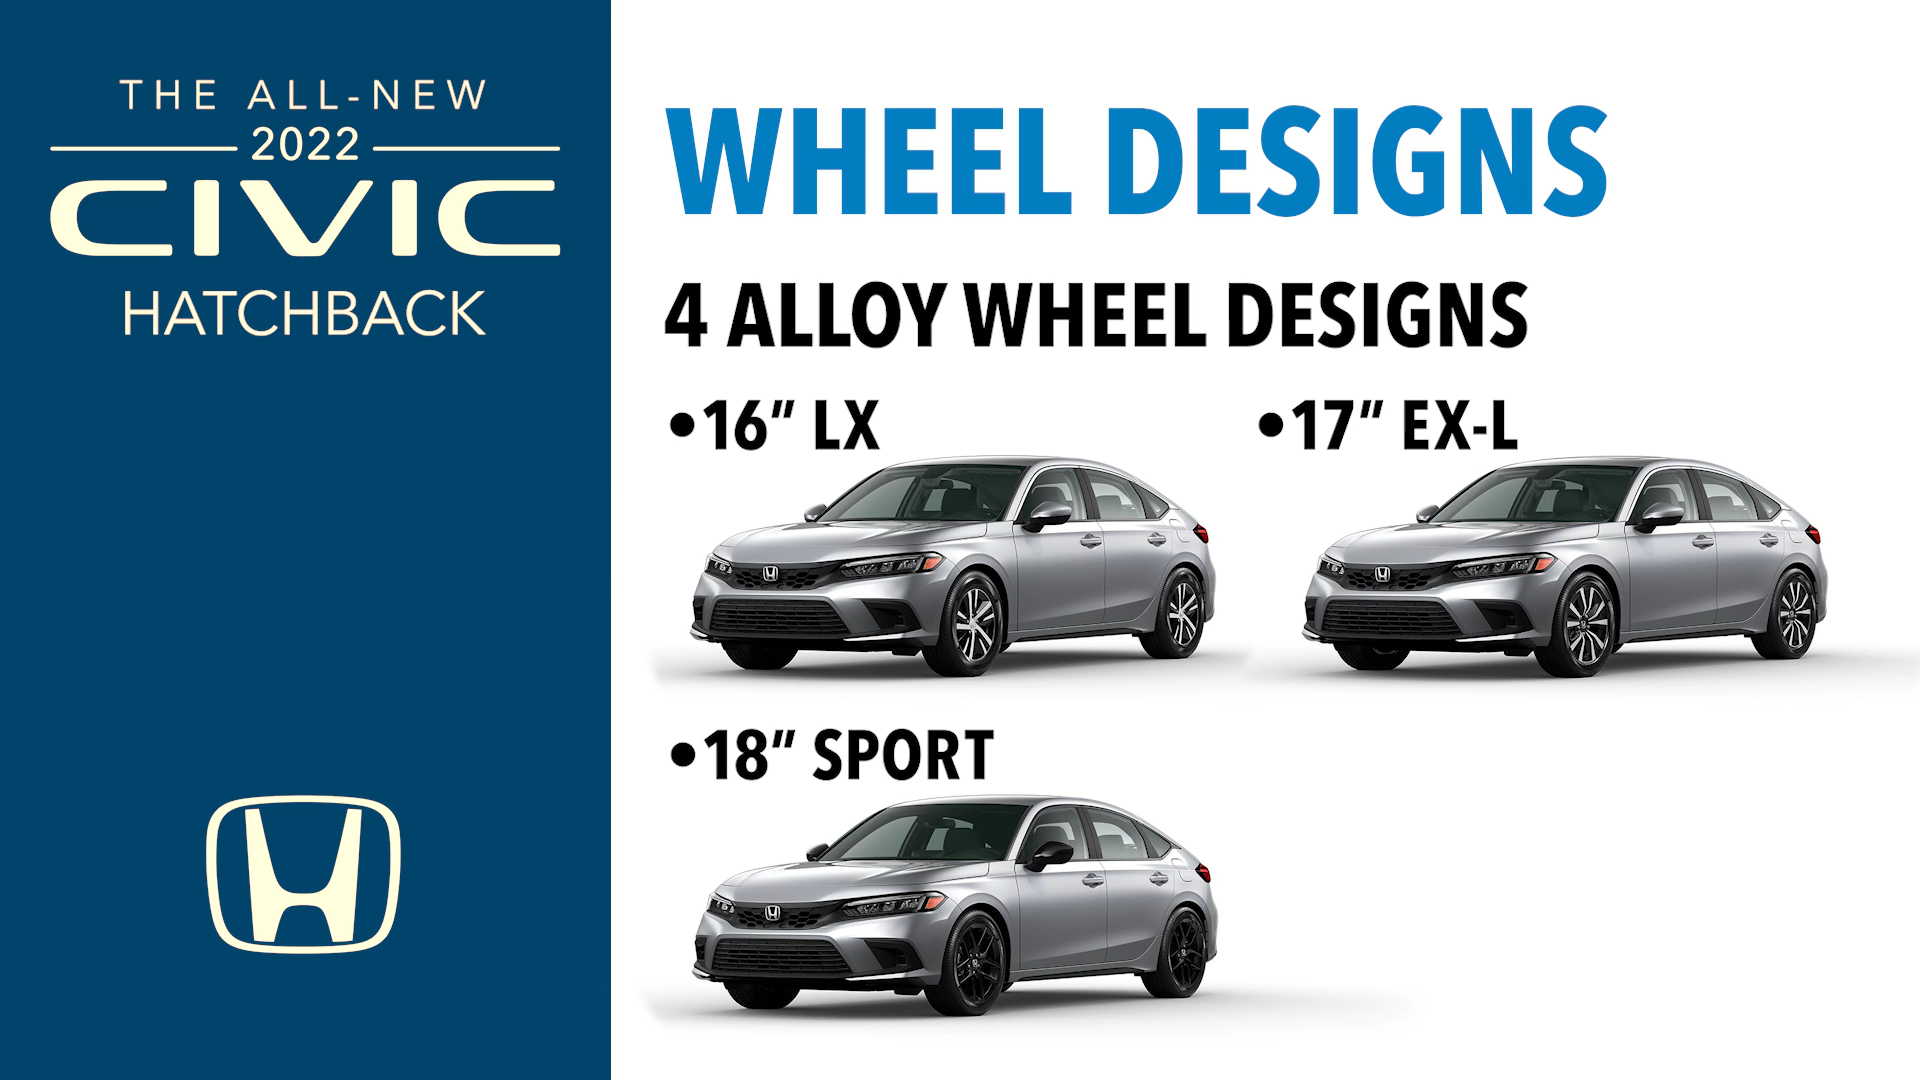 THE ALL-NEW
2022
CIVIC
HATCHBACK
WHEEL DESIGNS
4 ALLOY WHEEL DESIGNS
•16” LX
•17” EX-L
•18” SPORT